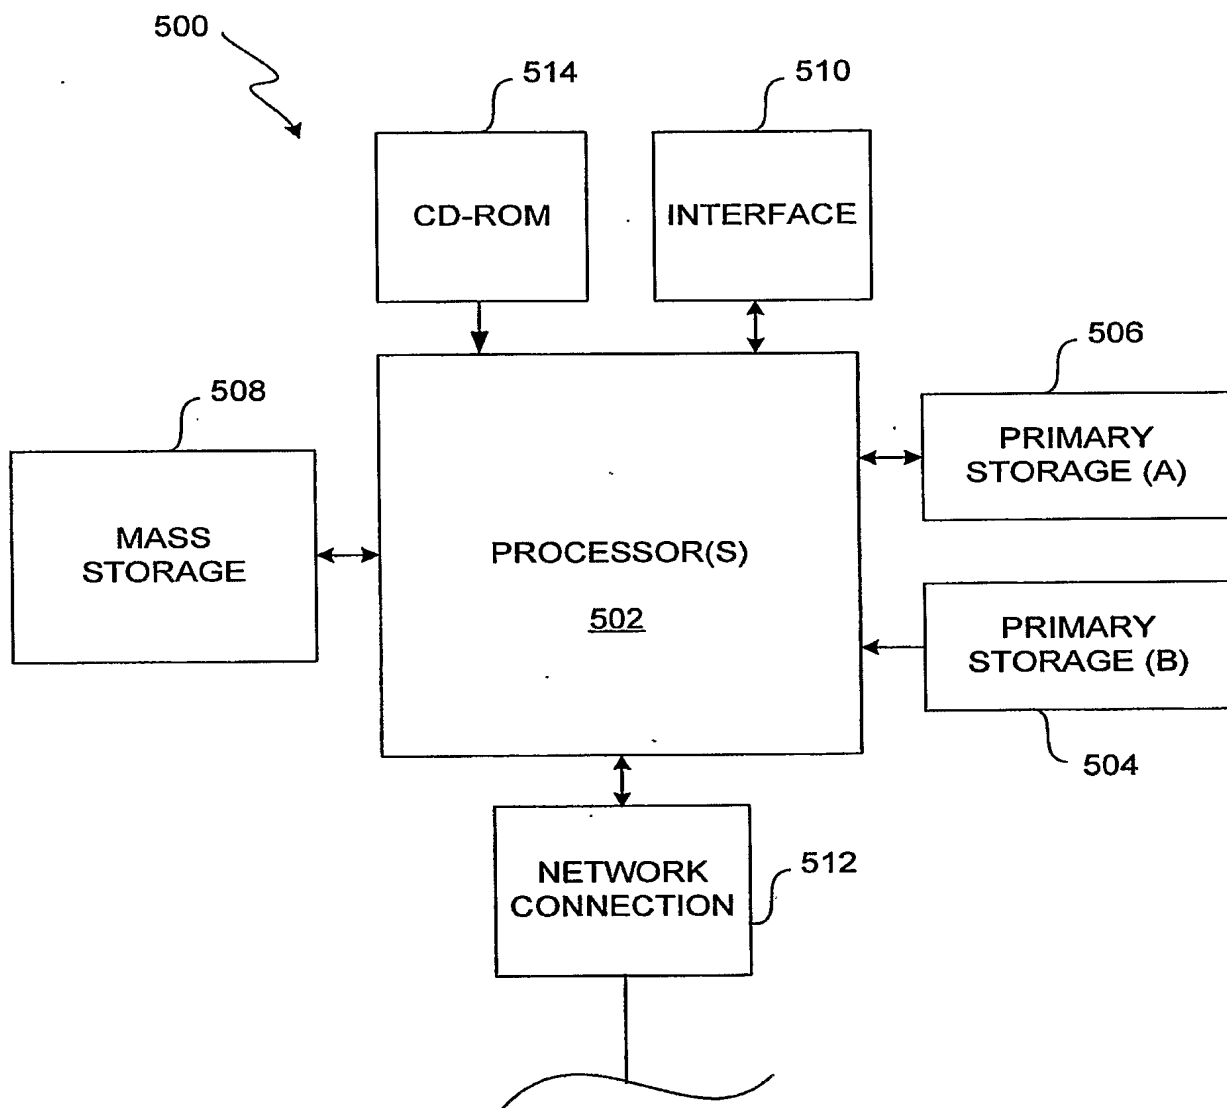 500
514
510
CD-ROM
INTERFACE
506
508
PRIMARY
STORAGE (A)
MASS
STORAGE
PROCESSOR(S)
502
PRIMARY
STORAGE (B)
504
NETWORK
CONNECTION
512